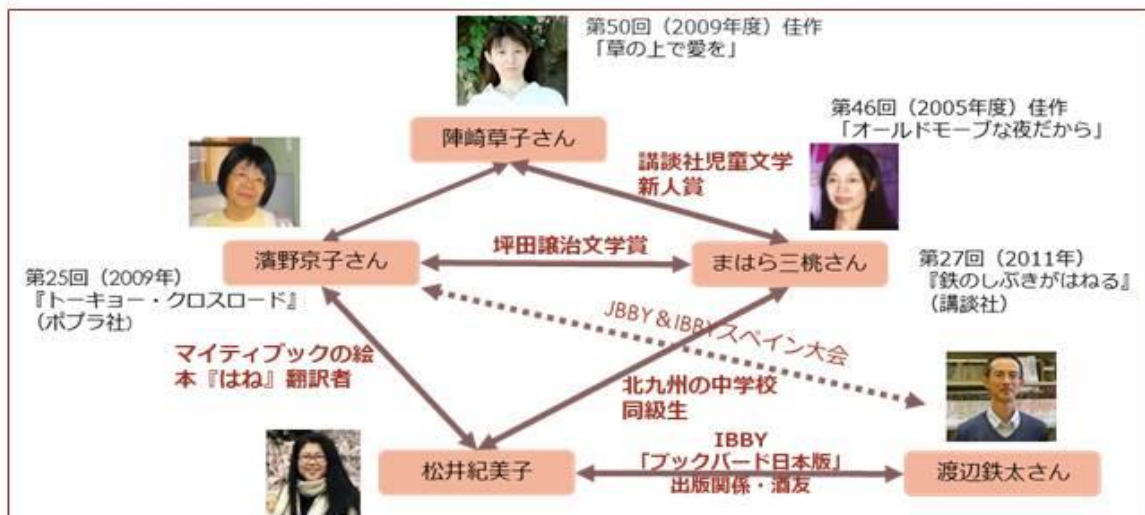 第50回（2009年度）佳作
「草の上で愛を」
第46回（2005年度）佳作
「オールドモーブな夜だから」
陣崎草子さん
講談社児童文学
新人賞
濱野京子さん
坪田譲治文学賞
まはら三桃さん
第25回（2009年）
『トーキョー・クロスロード』
（ポプラ社）
第27回（2011年）
『鉄のしぶきがはねる』
（講談社）
JBBY＆IBBYスペイン大会
マイティブックの絵
本『はね』翻訳者
北九州の中学校
同級生
松井紀美子
IBBY
「ブックバード日本版」
出版関係・酒友
渡辺鉄太さん